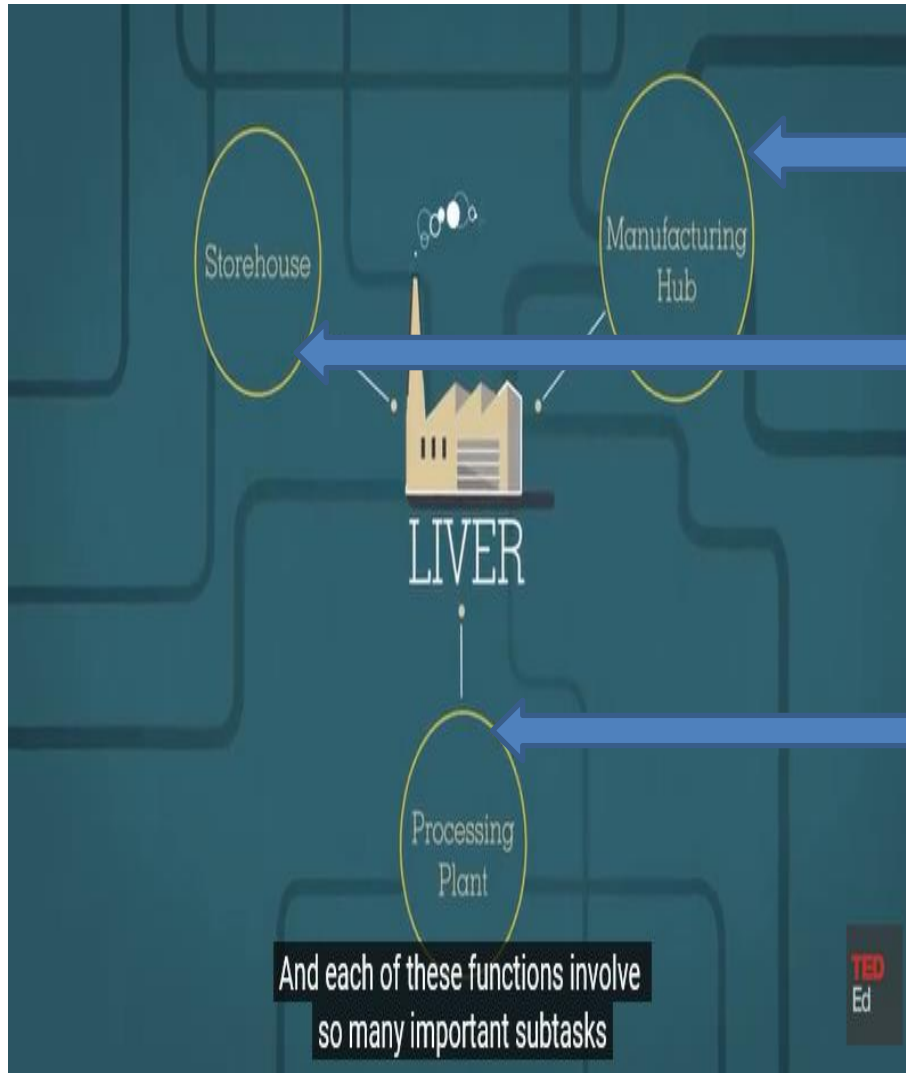 Storehouse
Manufacturing
Hub
LIVER
Processing
Plant
And each of these functions involve
so many important subtasks
TED
Ed